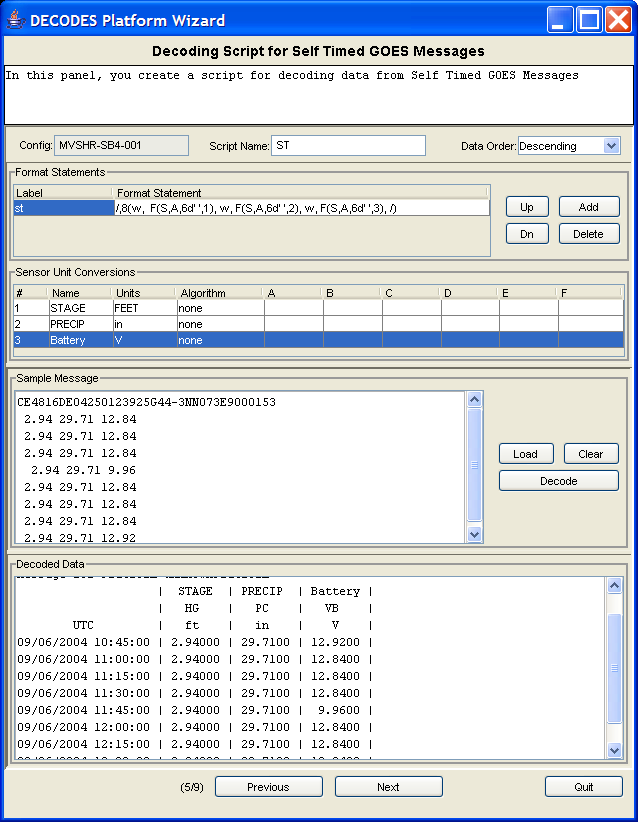 DECODES Platform Wizard
Decoding Script for Self Timed GOES Messages
In this panel, you create a script for decoding data from Self Timed GOES Messages
Config: MVSHR-SB4-001 Script Name: ST Data Order: Descending
Format Statements
Label Format Statement
st /,8(w, F(S,A,6d' ',1), w, F(S,A,6d' ',2), w, F(S,A,6d' ',3), /)
Up Add
Dn Delete
Sensor Unit Conversions
# Name Units Algorithm A B C D E F
1 STAGE FEET none
2 PRECIP in none
3 Battery V none
Sample Message
CE4816DE04250123925G44-3NN073E9000153
2.94 29.71 12.84
2.94 29.71 12.84
2.94 29.71 12.84
2.94 29.71 9.96
2.94 29.71 12.84
2.94 29.71 12.84
2.94 29.71 12.84
2.94 29.71 12.92
Load Clear
Decode
Decoded Data
| STAGE | PRECIP | Battery |
| HG | PC | VB |
UTC | ft | in | V |
09/06/2004 10:45:00 | 2.94000 | 29.7100 | 12.9200 |
09/06/2004 11:00:00 | 2.94000 | 29.7100 | 12.8400 |
09/06/2004 11:15:00 | 2.94000 | 29.7100 | 12.8400 |
09/06/2004 11:30:00 | 2.94000 | 29.7100 | 12.8400 |
09/06/2004 11:45:00 | 2.94000 | 29.7100 | 9.9600 |
09/06/2004 12:00:00 | 2.94000 | 29.7100 | 12.8400 |
09/06/2004 12:15:00 | 2.94000 | 29.7100 | 12.8400 |
(5/9) Previous Next Quit